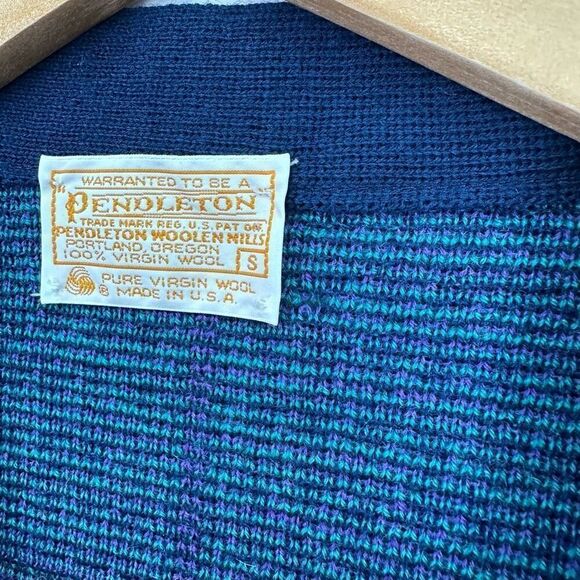 WARRANTED TO BE A
"PENDLETON"
TRADE MARK REG. U.S. PAT OFF.
PENDLETON WOOLEN MILLS
PORTLAND, OREGON
100% VIRGIN WOOL S
PURE VIRGIN WOOL
® MADE IN U.S.A.